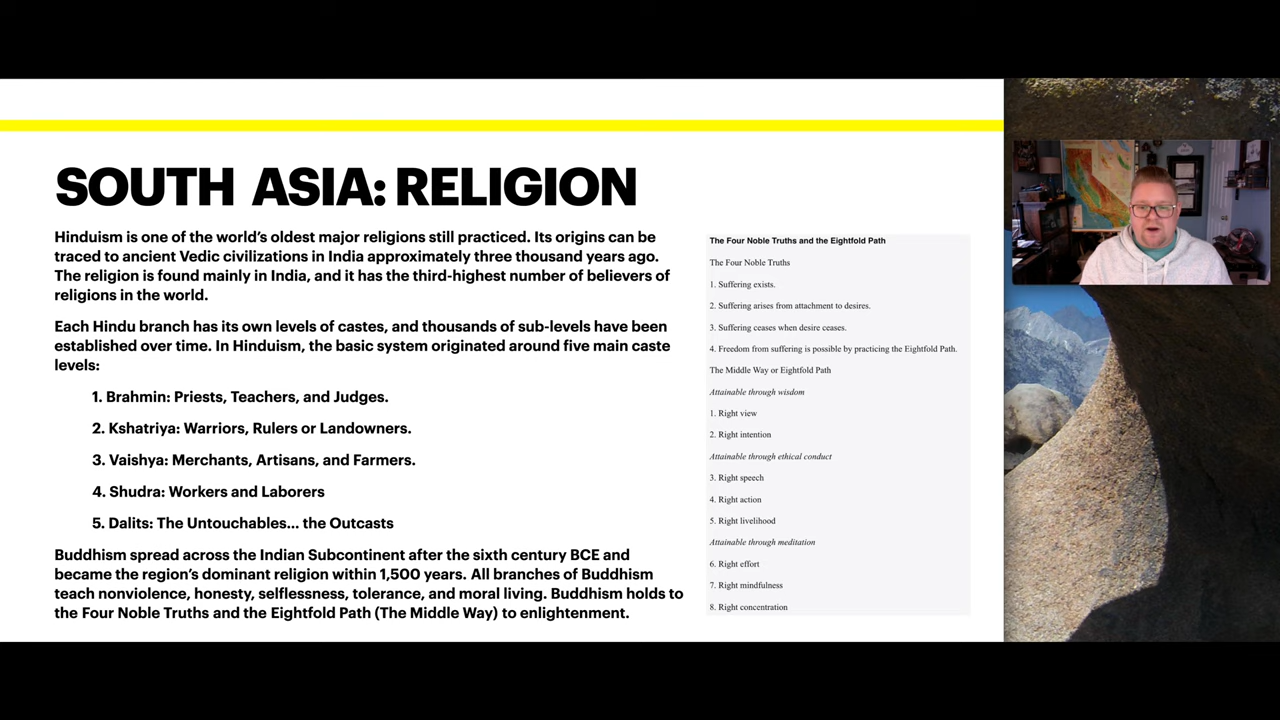 SOUTH ASIA: RELIGION
Hinduism is one of the world’s oldest major religions still practiced. Its origins can be
traced to ancient Vedic civilizations in India approximately three thousand years ago.
The religion is found mainly in India, and it has the third-highest number of believers of
religions in the world.
Each Hindu branch has its own levels of castes, and thousands of sub-levels have been
established over time. In Hinduism, the basic system originated around five main caste
levels:
1. Brahmin: Priests, Teachers, and Judges.
2. Kshatriya: Warriors, Rulers or Landowners.
3. Vaishya: Merchants, Artisans, and Farmers.
4. Shudra: Workers and Laborers
5. Dalits: The Untouchables... the Outcasts
Buddhism spread across the Indian Subcontinent after the sixth century BCE and
became the region’s dominant religion within 1,500 years. All branches of Buddhism
teach nonviolence, honesty, selflessness, tolerance, and moral living. Buddhism holds to
the Four Noble Truths and the Eightfold Path (The Middle Way) to enlightenment.
The Four Noble Truths and the Eightfold Path
The Four Noble Truths
1. Suffering exists.
2. Suffering arises from attachment to desires.
3. Suffering ceases when desire ceases.
4. Freedom from suffering is possible by practicing the Eightfold Path.
The Middle Way or Eightfold Path
Attainable through wisdom
1. Right view
2. Right intention
Attainable through ethical conduct
3. Right speech
4. Right action
5. Right livelihood
Attainable through meditation
6. Right effort
7. Right mindfulness
8. Right concentration